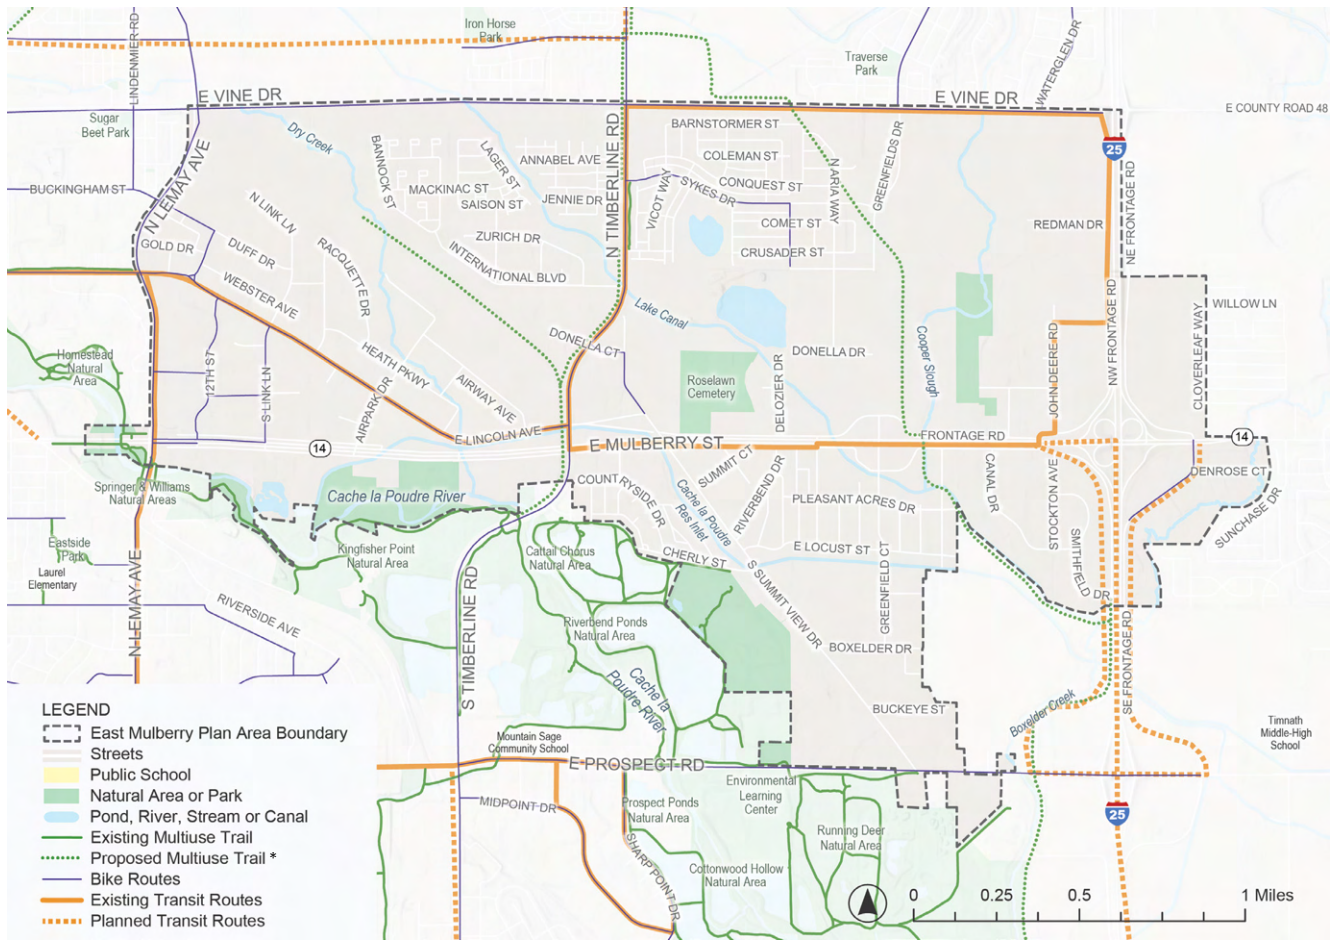 Iron Horse
Park
LINDENMIER RD
Traverse
Park
WATERGLEN DR
E VINE DR
E VINE DR
E COUNTY ROAD 48
Sugar
Beet Park
Dry Creek
N LEMAY AVE
BANNOCK ST
LAGER ST
ANNABEL AVE
N TIMBERLINE RD
BARNSTORMER ST
COLEMAN ST
N ARIA WAY
GREENFIELDS DR
25
NE FRONTAGE RD
BUCKINGHAM ST
MACKINAC ST
SAISON ST
JENNIE DR
VICOT WAY
SYKES DR
CONQUEST ST
N LINK LN
COMET ST
REDMAN DR
GOLD DR
DUFF DR
RACQUETTE DR
ZURICH DR
INTERNATIONAL BLVD
CRUSADER ST
WEBSTER AVE
Lake Canal
NW FRONTAGE RD
CLOVERLEAF WAY
WILLOW LN
Homestead
Natural
Area
12TH ST
S LINK LN
HEATH PKWY
AIRPARK DR
AIRWAY AVE
DONELLA CT
Roselawn
Cemetery
DELOZIER DR
DONELLA DR
Cooper Slough
JOHN DEERE RD
E LINCOLN AVE
14
E MULBERRY ST
FRONTAGE RD
14
Springer & Williams
Natural Areas
Cache la Poudre River
COUNTRYSIDE DR
SUMMIT CT
Cache la Poudre
Res Inlet
RIVERBEND DR
PLEASANT ACRES DR
CANAL DR
STOCKTON AVE
DENROSE CT
SUNCHASE DR
Eastside
Park
Laurel
Elementary
Kingfisher Point
Natural Area
Cattail Chorus
Natural Area
CHERLY ST
E LOCUST ST
SMITHFIELD DR
N LEMAY AVE
RIVERSIDE AVE
S TIMBERLINE RD
Riverbend Ponds
Natural Area
S SUMMIT VIEW DR
GREENFIELD CT
BOXELDER DR
SE FRONTAGE RD
Cache la
Poudre River
BUCKEYE ST
Boxelder Creek
Timnath
Middle-High
School
LEGEND
East Mulberry Plan Area Boundary
Streets
Public School
Natural Area or Park
Pond, River, Stream or Canal
Existing Multiuse Trail
Proposed Multiuse Trail *
Bike Routes
Existing Transit Routes
Planned Transit Routes
Mountain Sage
Community School
E PROSPECT RD
MIDPOINT DR
Prospect Ponds
Natural Area
Environmental
Learning
Center
SHARP POINT DR
Running Deer
Natural Area
Cottonwood Hollow
Natural Area
25
0 0.25 0.5 1 Miles